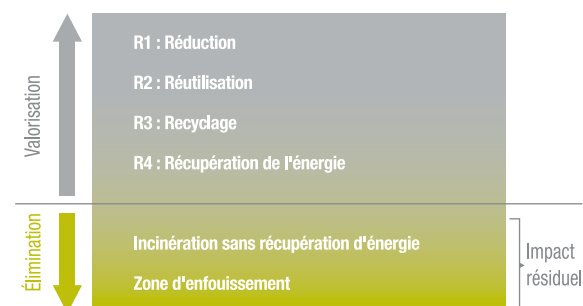 Valorisation
R1 : Réduction
R2 : Réutilisation
R3 : Recyclage
R4 : Récupération de l'énergie
Élimination
Incinération sans récupération d'énergie
Zone d'enfouissement
Impact
résiduel